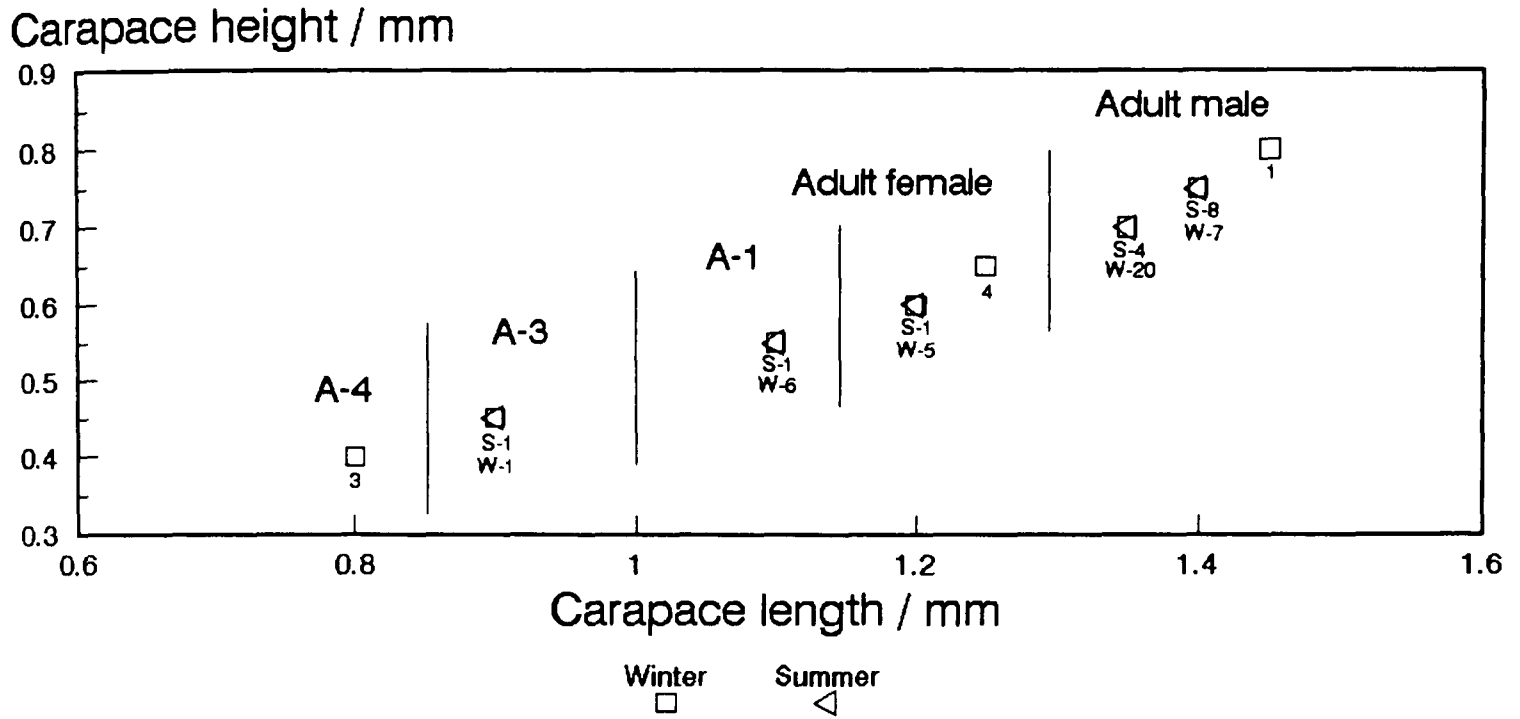 Carapace height / mm
0.9
Adult male
0.8
1
Adult female
S-8
W-7
0.7
A-1
S-4
W-20
4
0.6
A-3
S-1
W-5
S-1
W-6
0.5
A-4
S-1
W-1
0.4
3
0.3
0.6 0.8 1 1.2 1.4 1.6
Carapace length / mm
Winter Summer